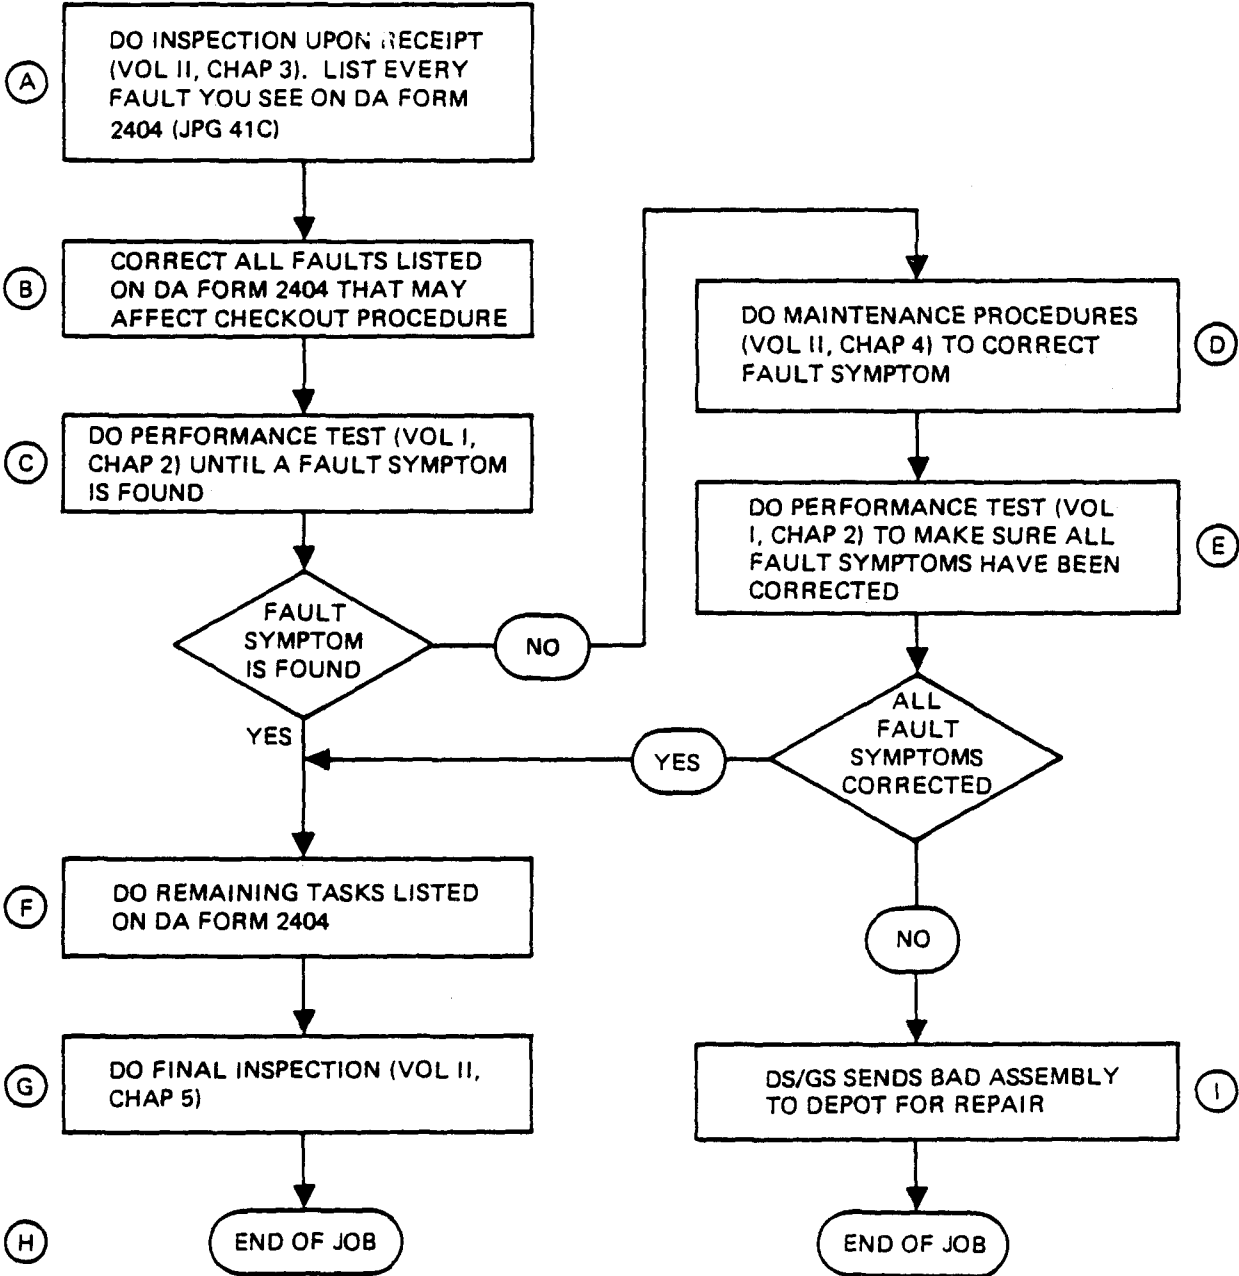 A
DO INSPECTION UPON RECEIPT
(VOL II, CHAP 3). LIST EVERY
FAULT YOU SEE ON DA FORM
2404 (JPG 41C)
B
CORRECT ALL FAULTS LISTED
ON DA FORM 2404 THAT MAY
AFFECT CHECKOUT PROCEDURE
C
DO PERFORMANCE TEST (VOL I,
CHAP 2) UNTIL A FAULT SYMPTOM
IS FOUND
FAULT
SYMPTOM
IS FOUND
NO
YES
DO MAINTENANCE PROCEDURES
(VOL II, CHAP 4) TO CORRECT
FAULT SYMPTOM
D
DO PERFORMANCE TEST (VOL
I, CHAP 2) TO MAKE SURE ALL
FAULT SYMPTOMS HAVE BEEN
CORRECTED
E
ALL
FAULT
SYMPTOMS
CORRECTED
YES
NO
F
DO REMAINING TASKS LISTED
ON DA FORM 2404
G
DO FINAL INSPECTION (VOL II,
CHAP 5)
DS/GS SENDS BAD ASSEMBLY
TO DEPOT FOR REPAIR
I
H
END OF JOB
END OF JOB